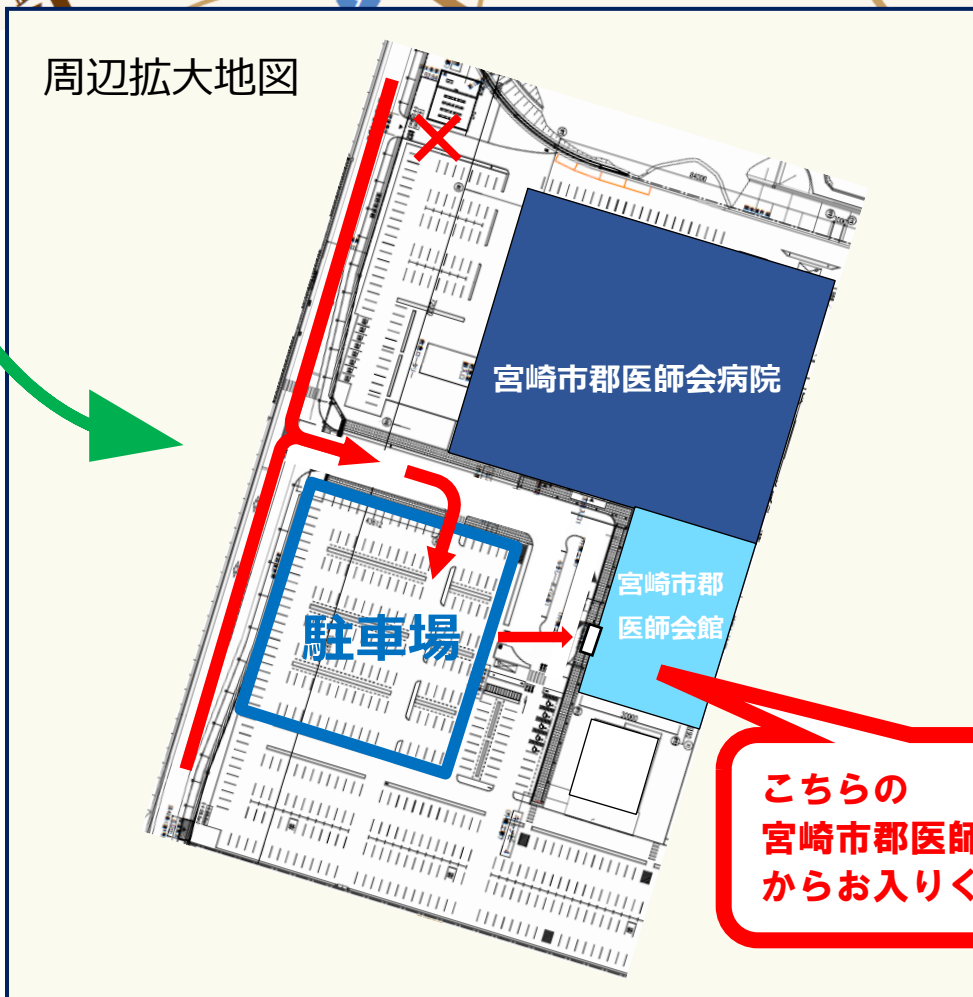 周辺拡大地図
宮崎市郡医師会病院
宮崎市郡
医師会館
駐車場
こちらの
宮崎市郡医師
からお入りく